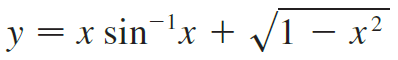 y = x sin⁻¹x + √(1 − x²)